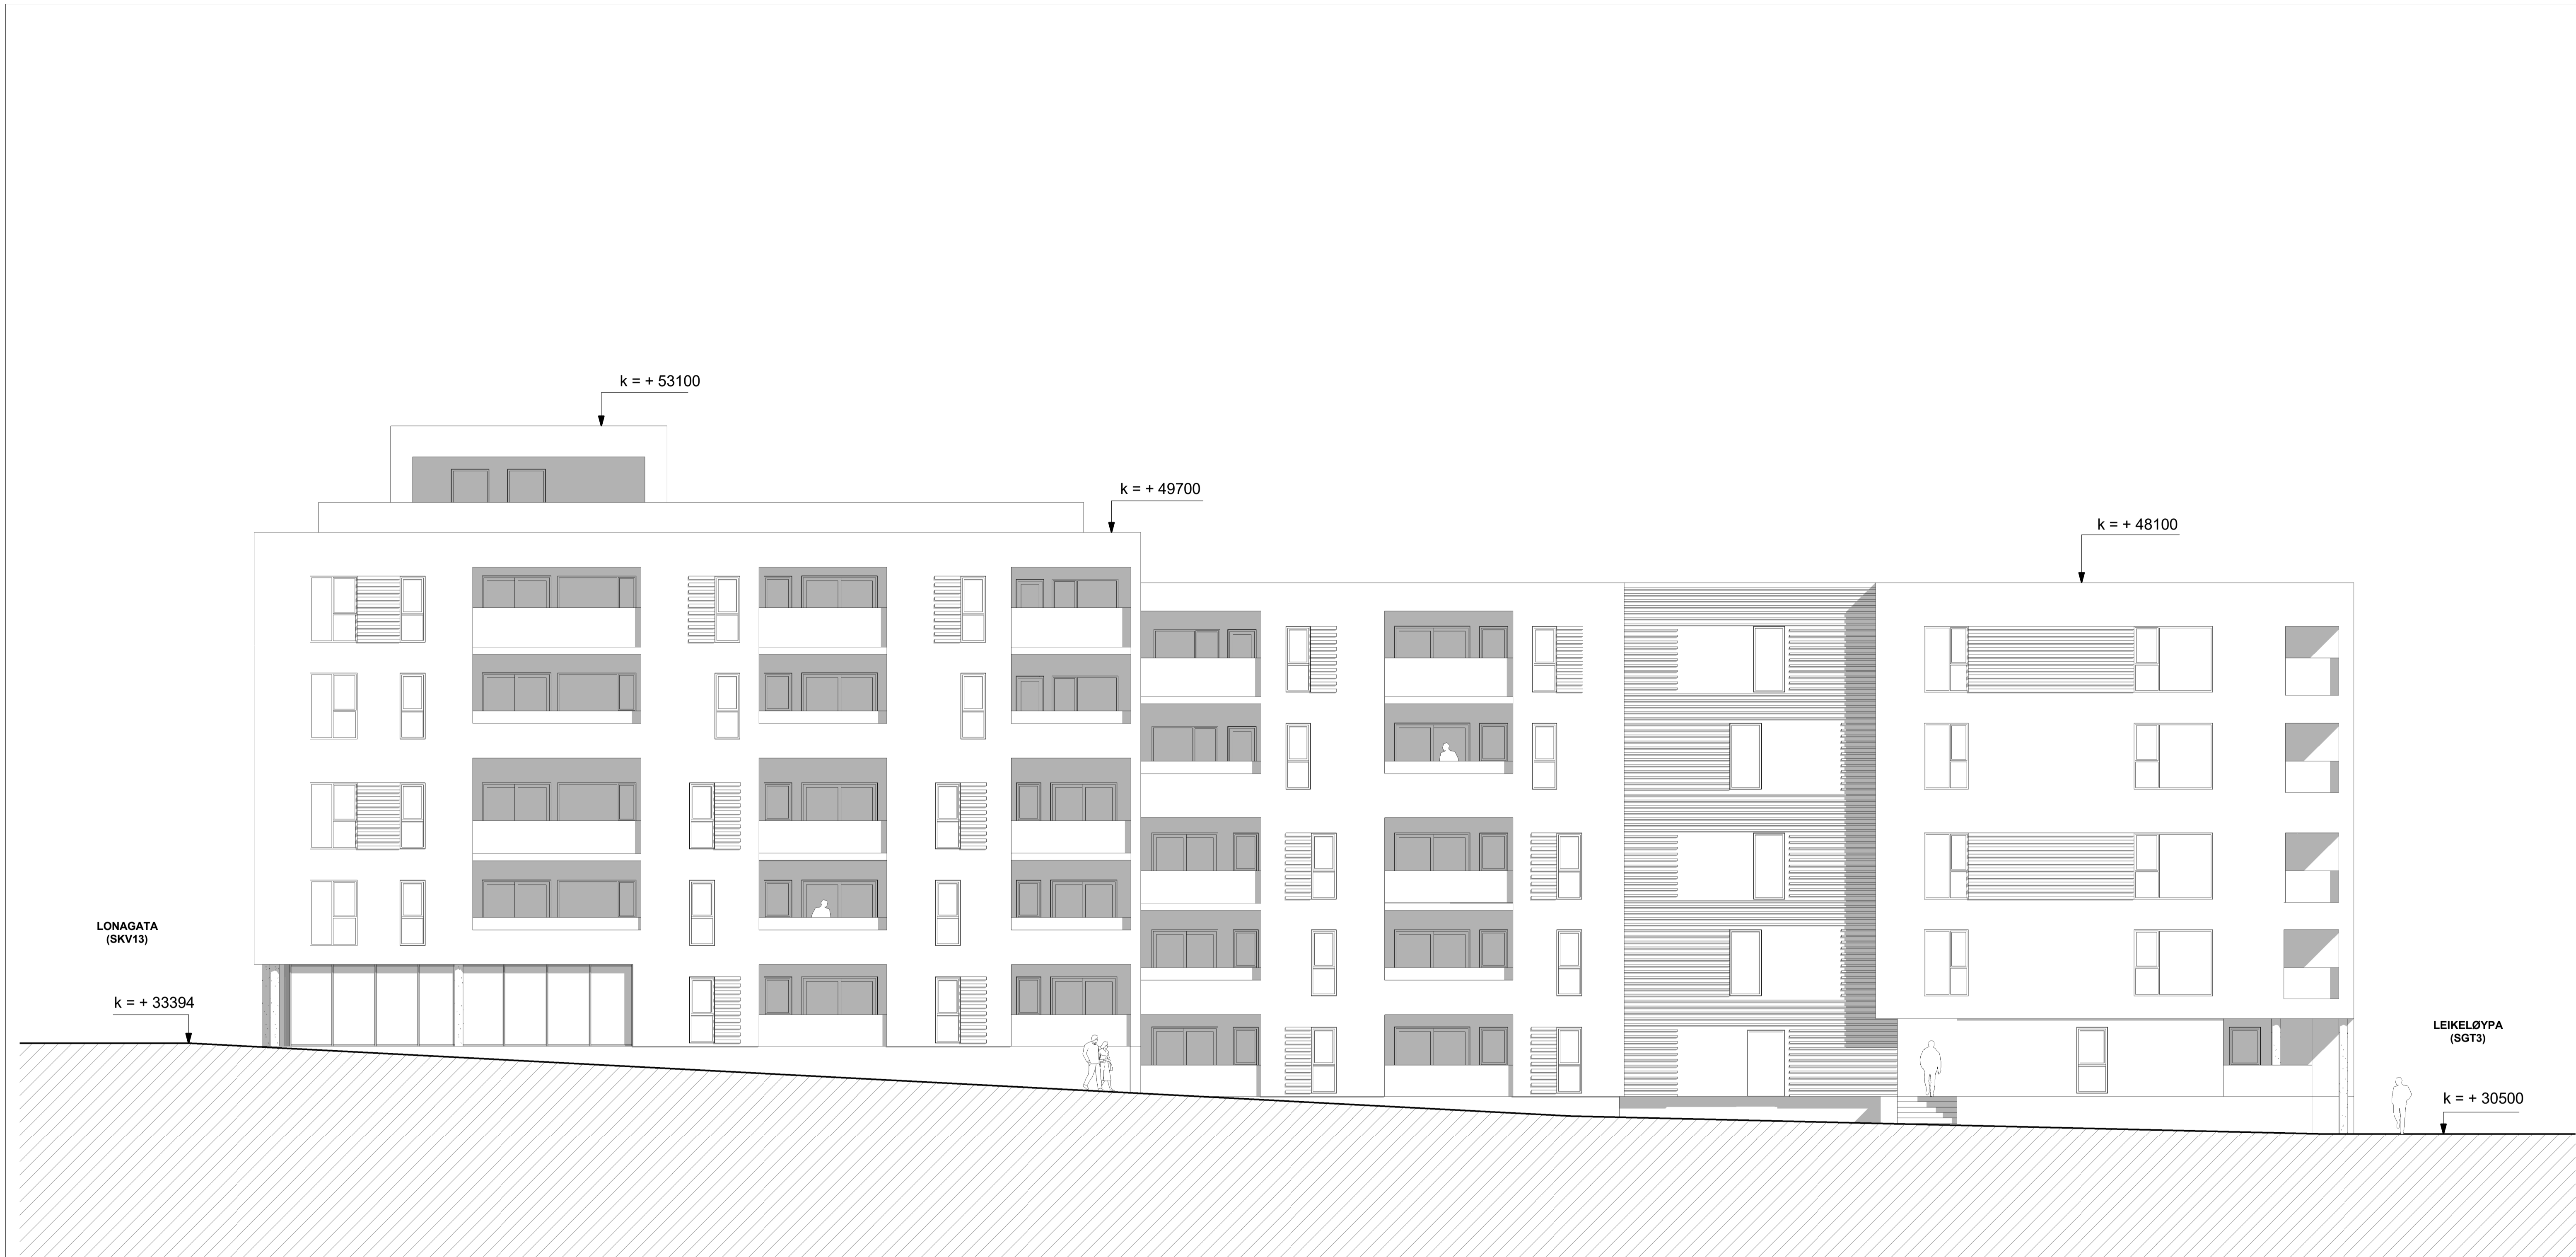 k = + 53100
k = + 49700
k = + 48100
LONAGATA
(SKV13)
k = + 33394
LEIKELØYPA
(SGT3)
k = + 30500